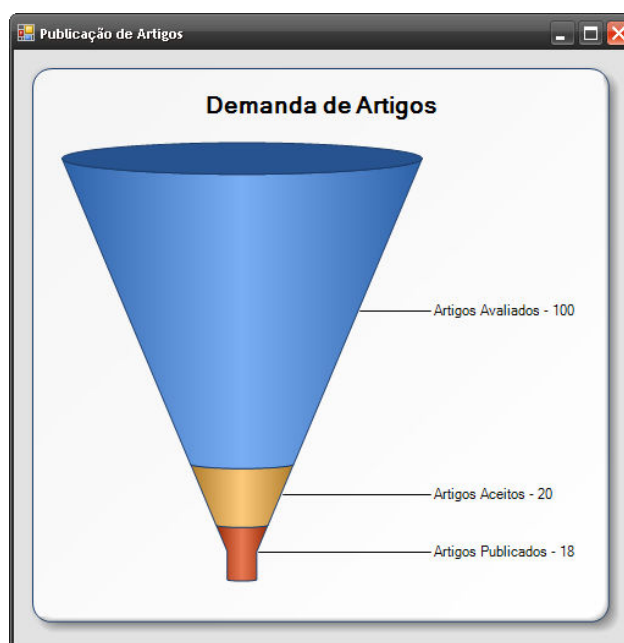 Publicação de Artigos
Demanda de Artigos
Artigos Avaliados - 100
Artigos Aceitos - 20
Artigos Publicados - 18